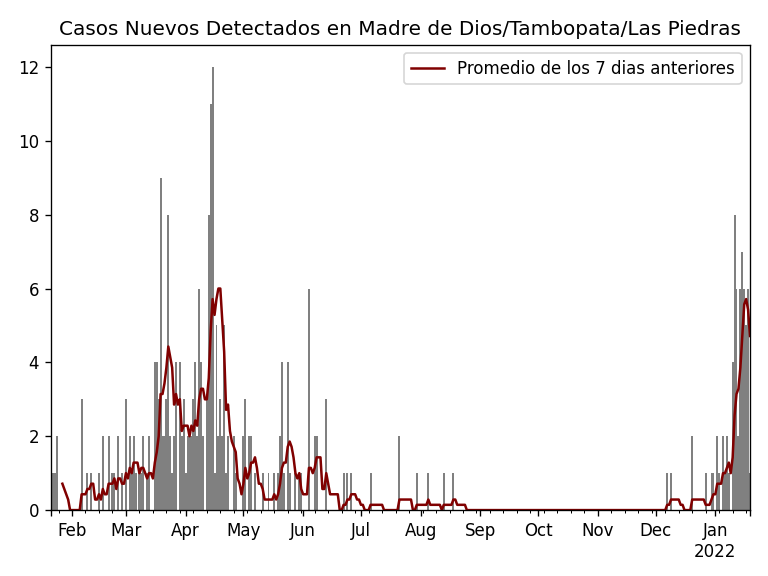 Casos Nuevos Detectados en Madre de Dios/Tambopata/Las Piedras
Promedio de los 7 dias anteriores
12
10
8
6
4
2
0
Feb Mar Apr May Jun Jul Aug Sep Oct Nov Dec Jan
2022